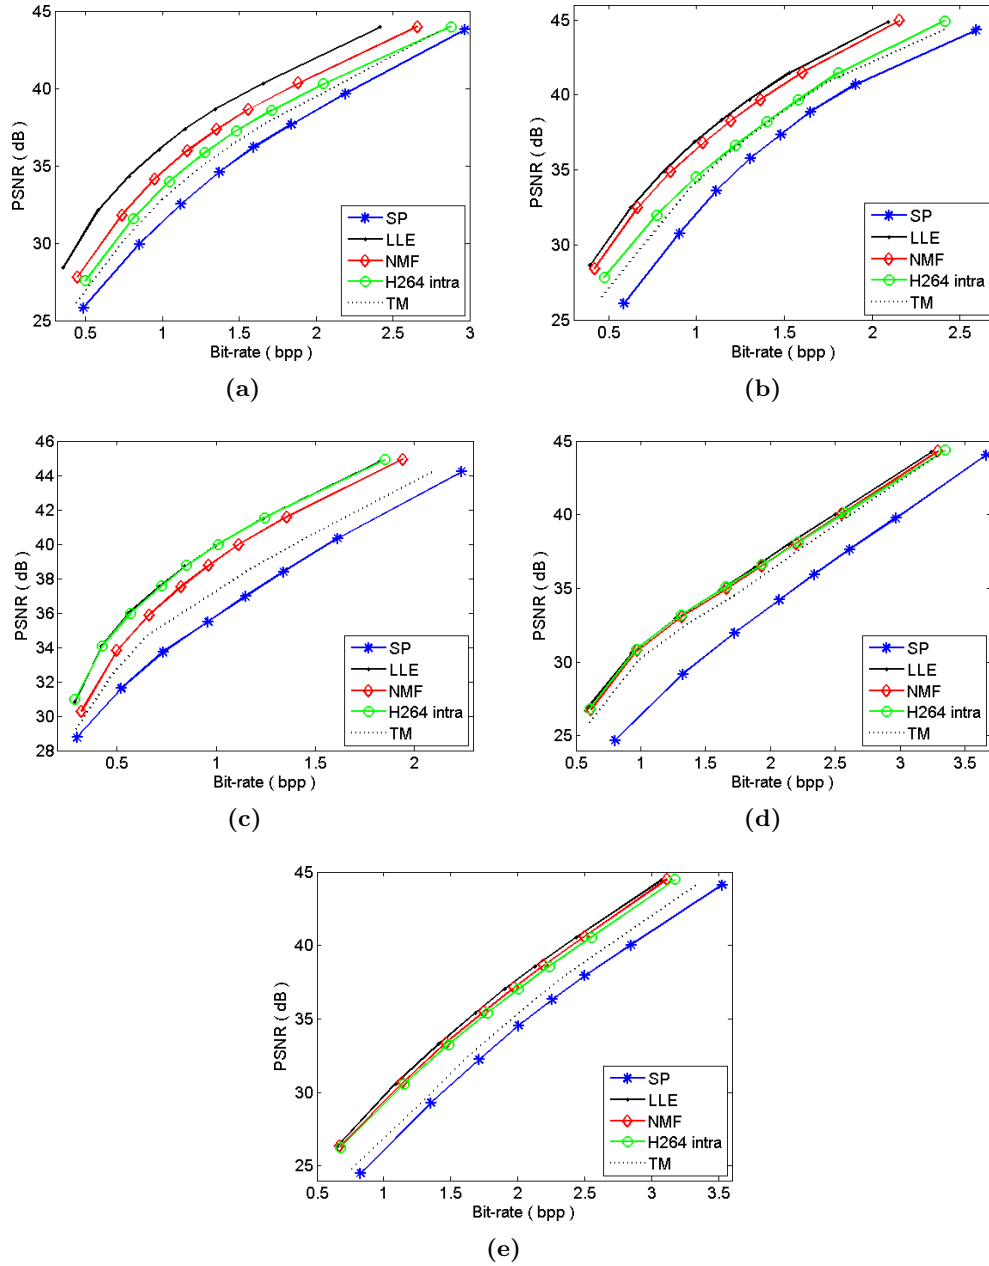 45
40
35
30
25
PSNR ( dB )
SP
LLE
NMF
H264 intra
TM
0.5 1 1.5 2 2.5 3
Bit-rate ( bpp )
(a)
45
40
35
30
25
PSNR ( dB )
SP
LLE
NMF
H264 intra
TM
0.5 1 1.5 2 2.5
Bit-rate ( bpp )
(b)
46
44
42
40
38
36
34
32
30
28
PSNR ( dB )
SP
LLE
NMF
H264 intra
TM
0.5 1 1.5 2
Bit-rate ( bpp )
(c)
45
40
35
30
25
PSNR ( dB )
SP
LLE
NMF
H264 intra
TM
0.5 1 1.5 2 2.5 3 3.5
Bit-rate ( bpp )
(d)
45
40
35
30
25
PSNR ( dB )
SP
LLE
NMF
H264 intra
TM
0.5 1 1.5 2 2.5 3 3.5
Bit-rate ( bpp )
(e)